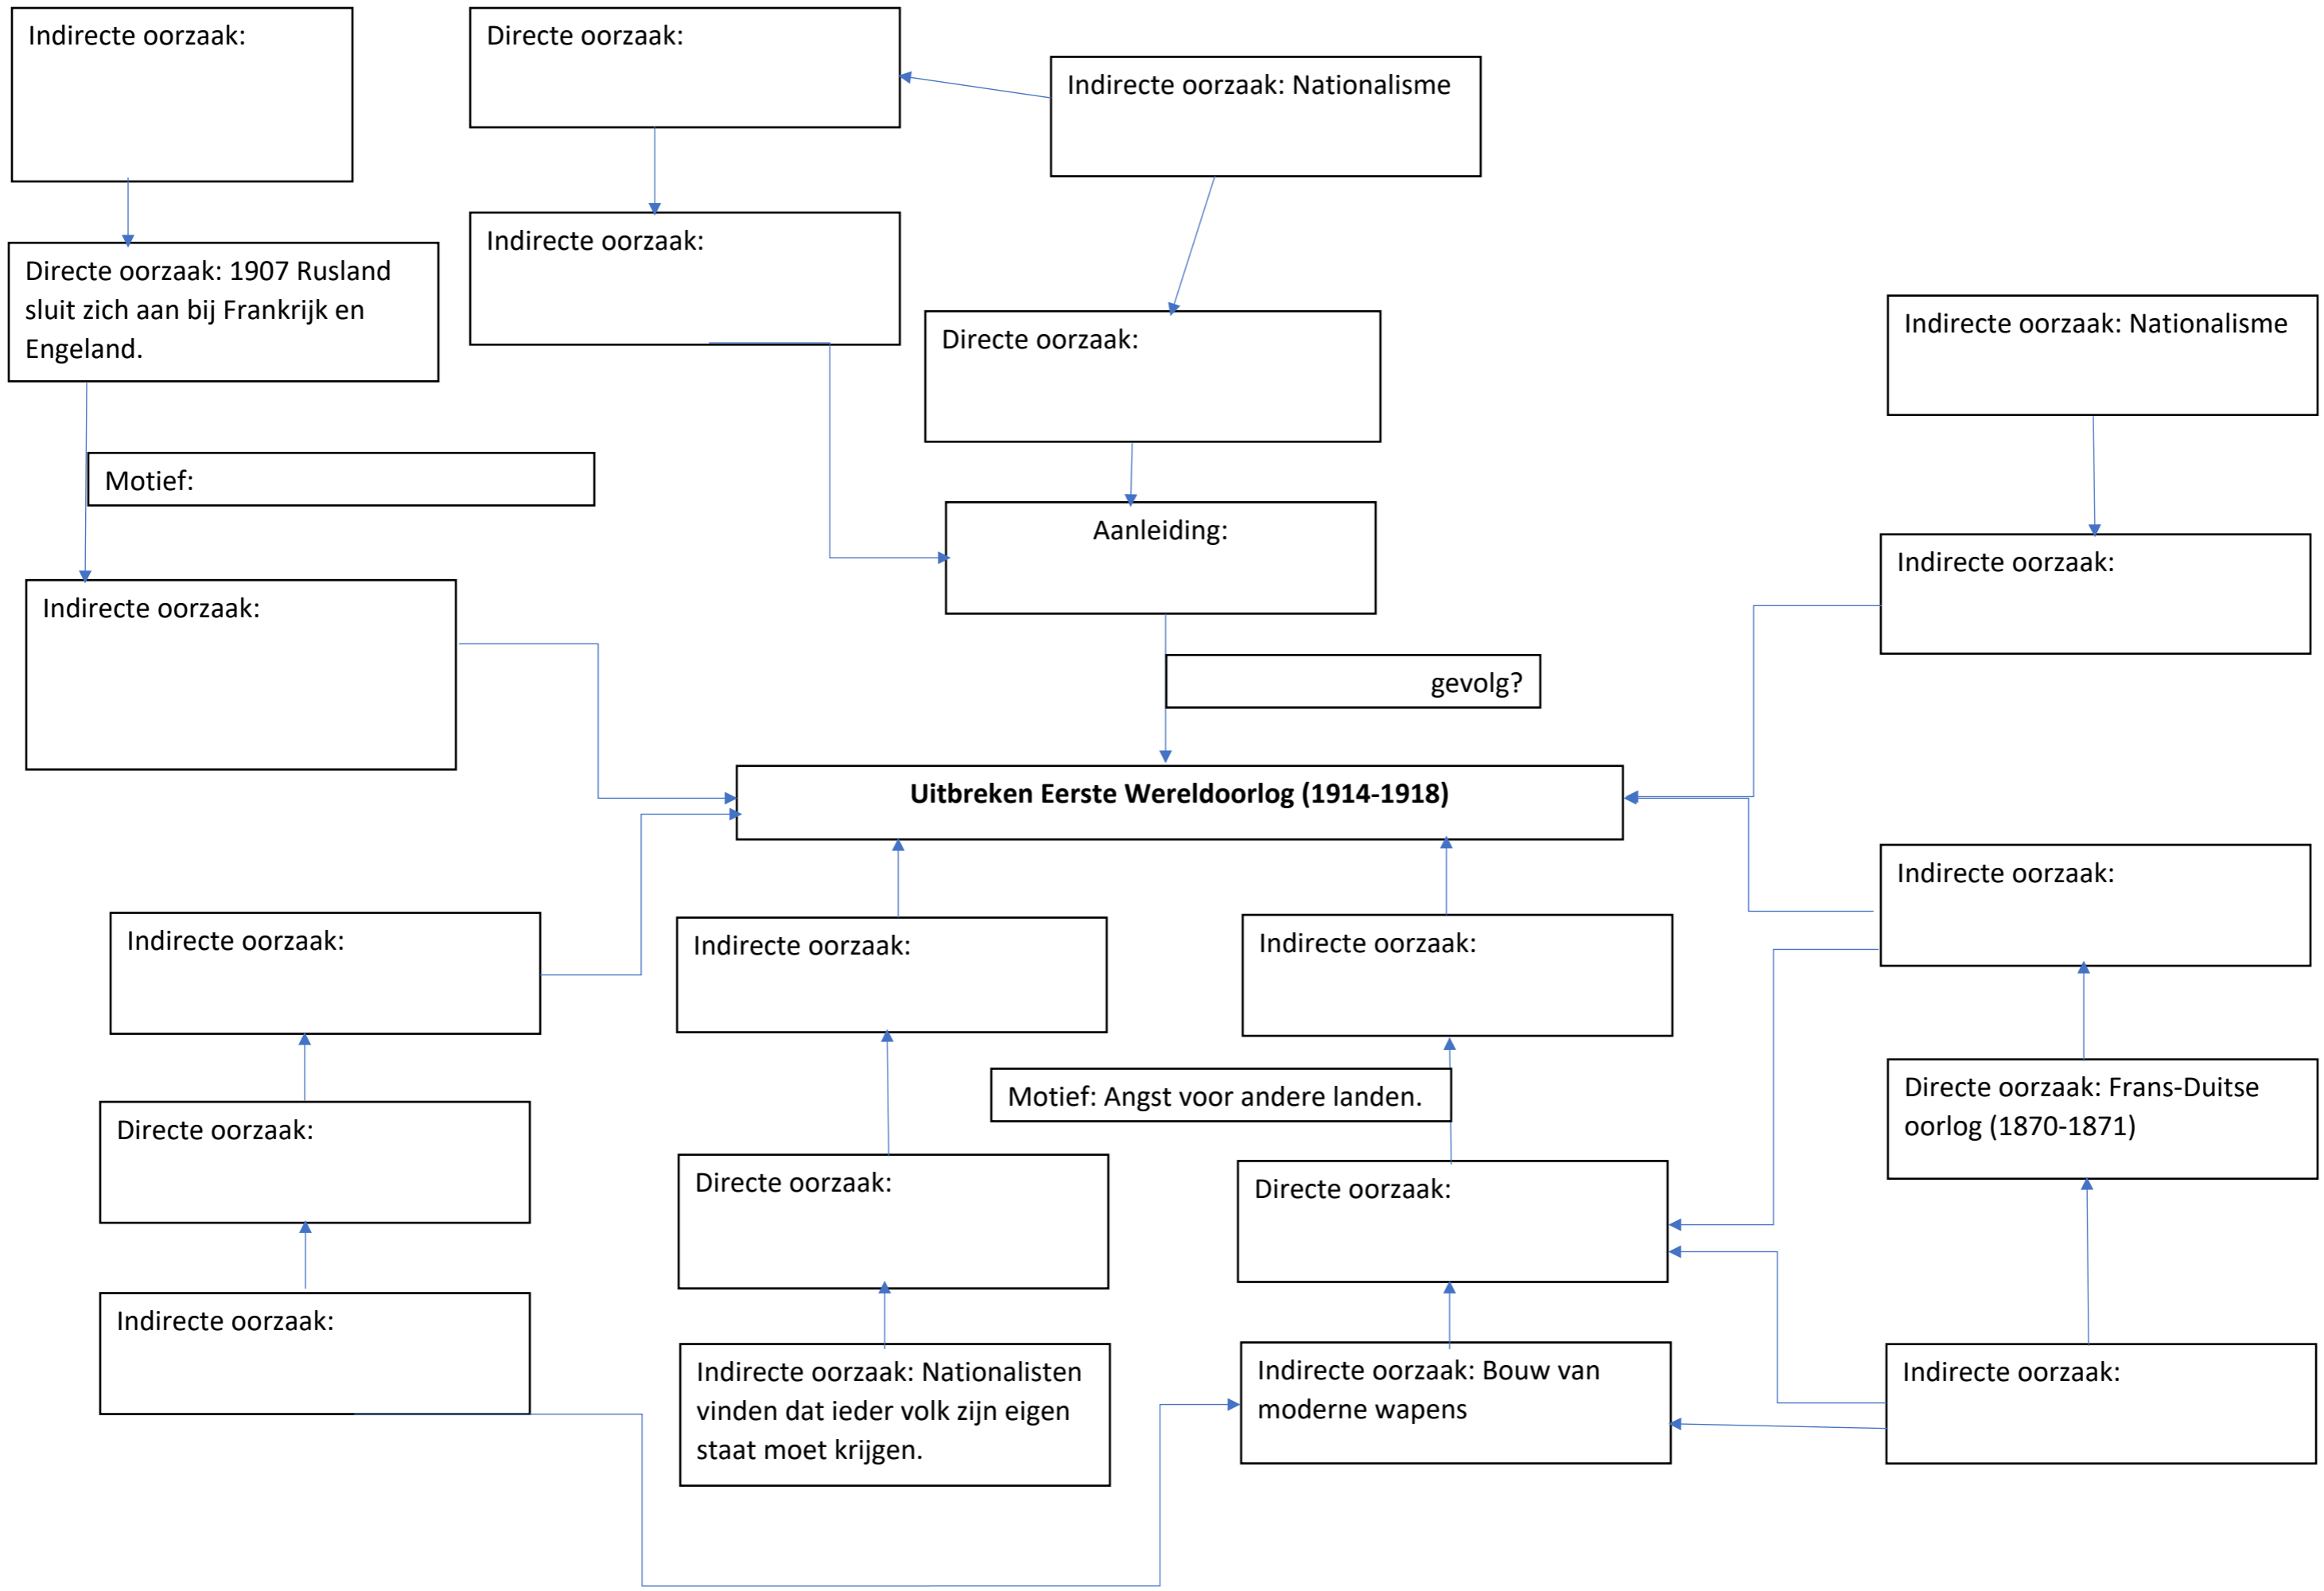 Indirecte oorzaak:
Directe oorzaak:
Indirecte oorzaak: Nationalisme
Indirecte oorzaak:
Directe oorzaak: 1907 Rusland
sluit zich aan bij Frankrijk en
Engeland.
Directe oorzaak:
Indirecte oorzaak: Nationalisme
Motief:
Aanleiding:
Indirecte oorzaak:
Indirecte oorzaak:
gevolg?
Uitbreken Eerste Wereldoorlog (1914-1918)
Indirecte oorzaak:
Indirecte oorzaak:
Indirecte oorzaak:
Indirecte oorzaak:
Motief: Angst voor andere landen.
Directe oorzaak: Frans-Duitse
oorlog (1870-1871)
Directe oorzaak:
Directe oorzaak:
Directe oorzaak:
Indirecte oorzaak:
Indirecte oorzaak: Nationalisten
vinden dat ieder volk zijn eigen
staat moet krijgen.
Indirecte oorzaak: Bouw van
moderne wapens
Indirecte oorzaak: